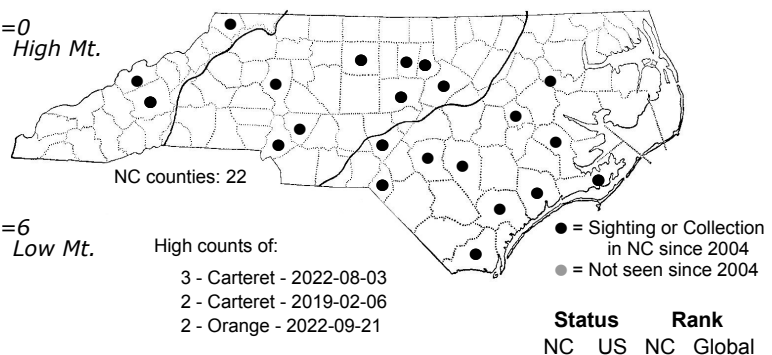 =0
High Mt.
NC counties: 22
=6
Low Mt.
High counts of:
3 - Carteret - 2022-08-03
2 - Carteret - 2019-02-06
2 - Orange - 2022-09-21
● = Sighting or Collection
in NC since 2004
● = Not seen since 2004
Status Rank
NC US NC Global